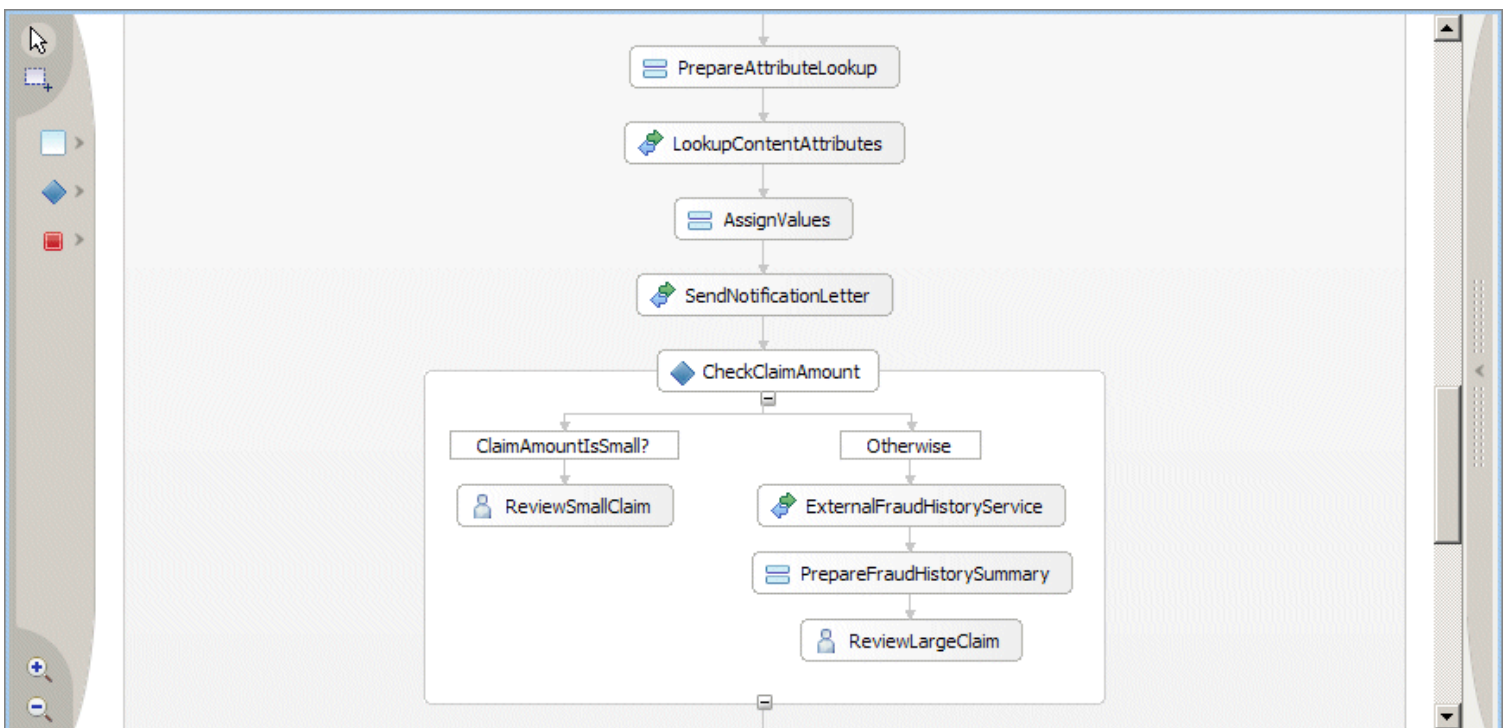 PrepareAttributeLookup
LookupContentAttributes
AssignValues
SendNotificationLetter
CheckClaimAmount
ClaimAmountIsSmall?
Otherwise
ReviewSmallClaim
ExternalFraudHistoryService
PrepareFraudHistorySummary
ReviewLargeClaim